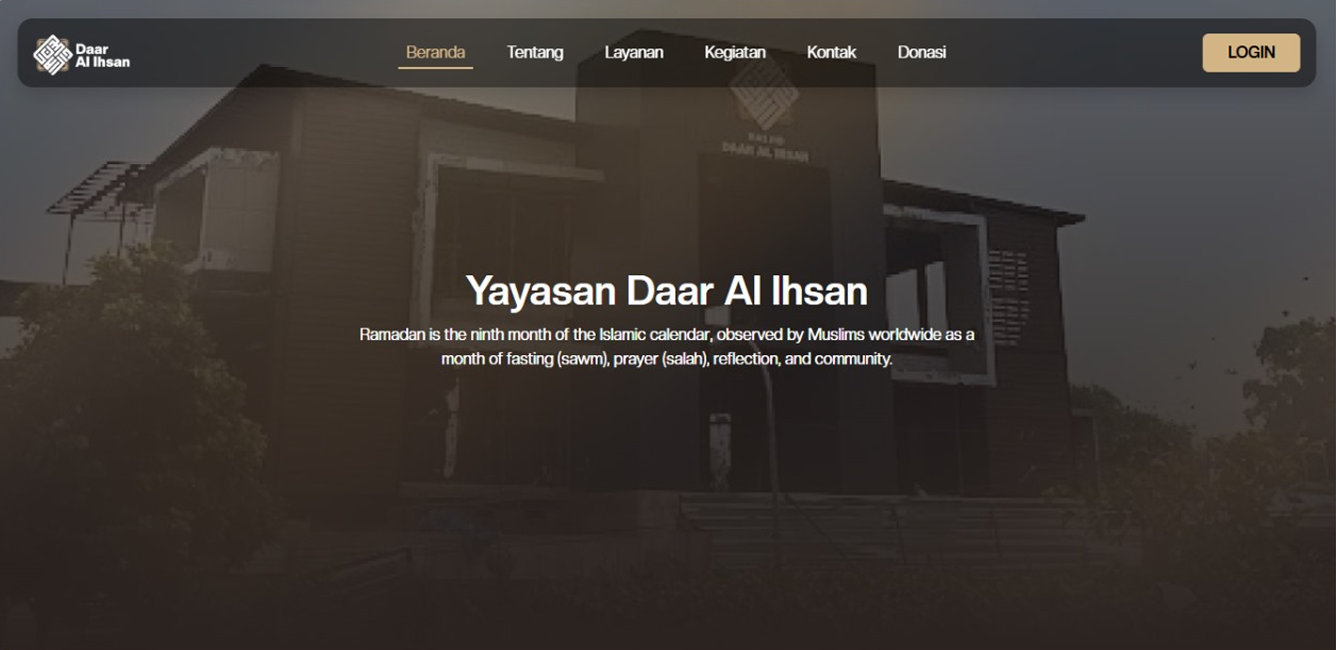 Daar
Al Ihsan
Beranda
Tentang
Layanan
Kegiatan
Kontak
Donasi
LOGIN
MASJID
DAAR AL IHSAN
Yayasan Daar Al Ihsan
Ramadan is the ninth month of the Islamic calendar, observed by Muslims worldwide as a
month of fasting (sawm), prayer (salah), reflection, and community.